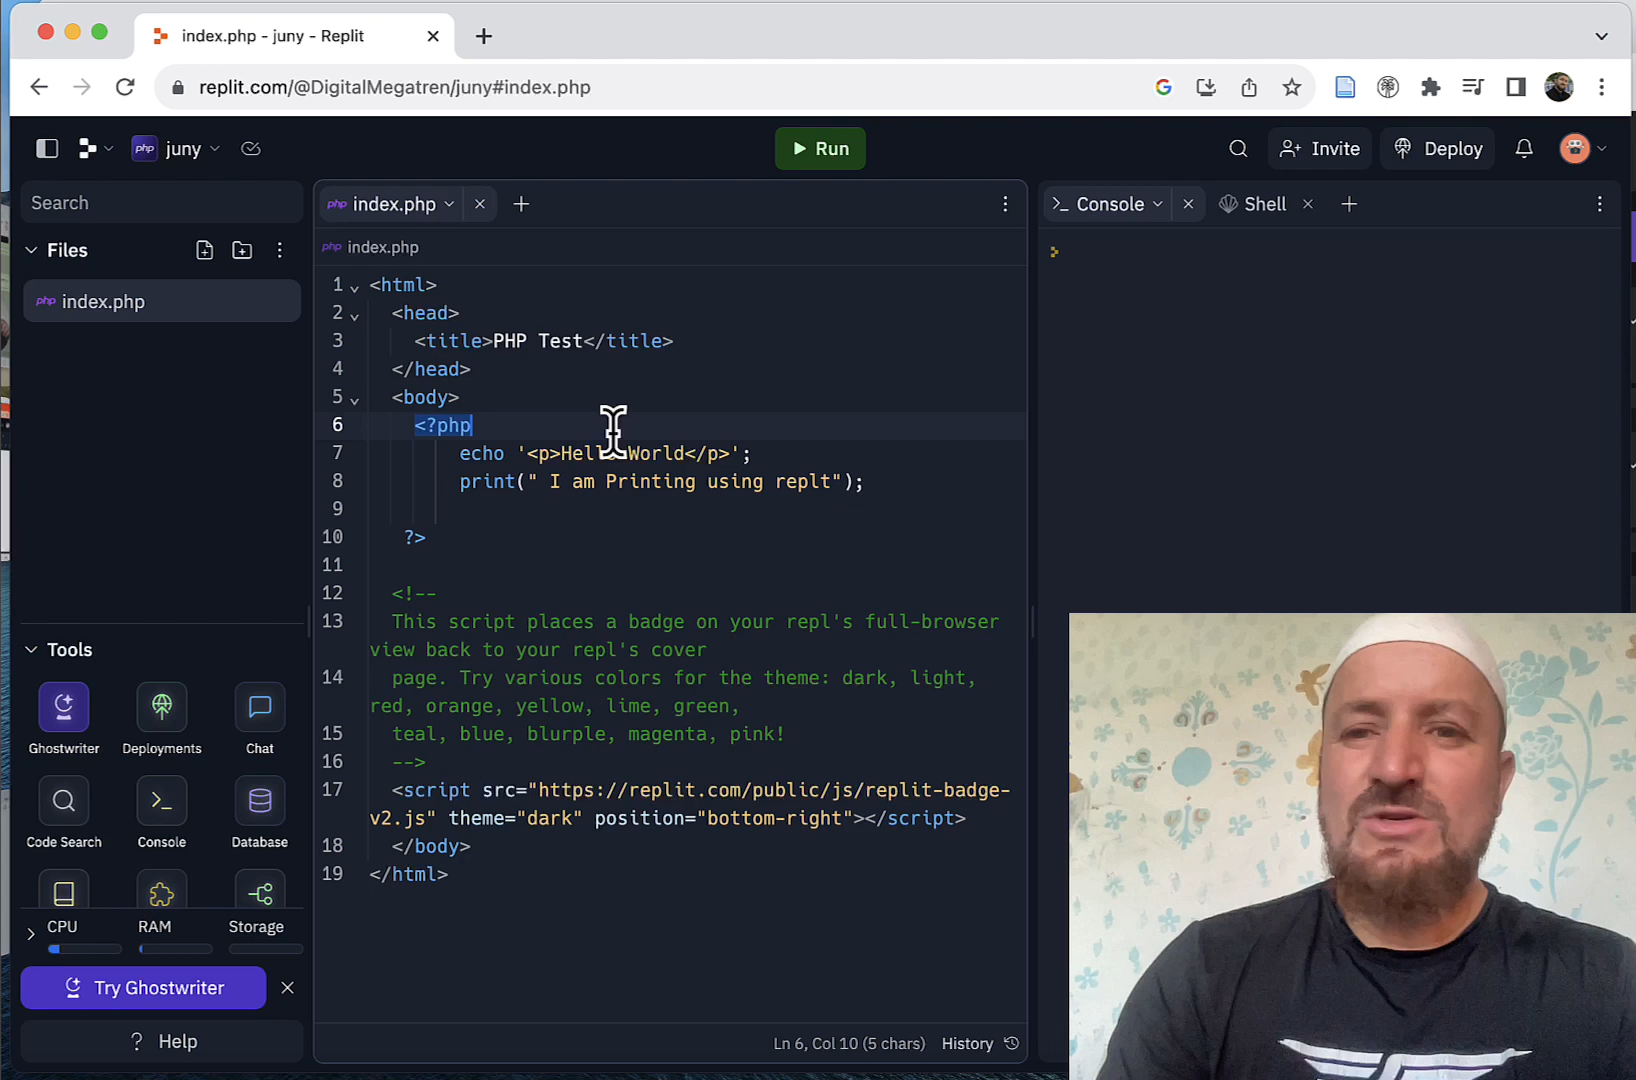 index.php - juny - Replit
replit.com/@DigitalMegatren/juny#index.php
php juny
Run
Invite
Deploy
Search
Files
php index.php
php index.php
php index.php
Console
Shell
1 <html>
2 <head>
3 <title>PHP Test</title>
4 </head>
5 <body>
6 <?php
7 echo '<p>Hello World</p>';
8 print(" I am Printing using replt");
9
10 ?>
11
12 <!--
13 This script places a badge on your repl's full-browser
view back to your repl's cover
14 page. Try various colors for the theme: dark, light,
red, orange, yellow, lime, green,
15 teal, blue, blurple, magenta, pink!
16 -->
17 <script src="https://replit.com/public/js/replit-badge-
v2.js" theme="dark" position="bottom-right"></script>
18 </body>
19 </html>
Tools
Ghostwriter Deployments Chat
Code Search Console Database
CPU RAM Storage
Try Ghostwriter
? Help
Ln 6, Col 10 (5 chars) History